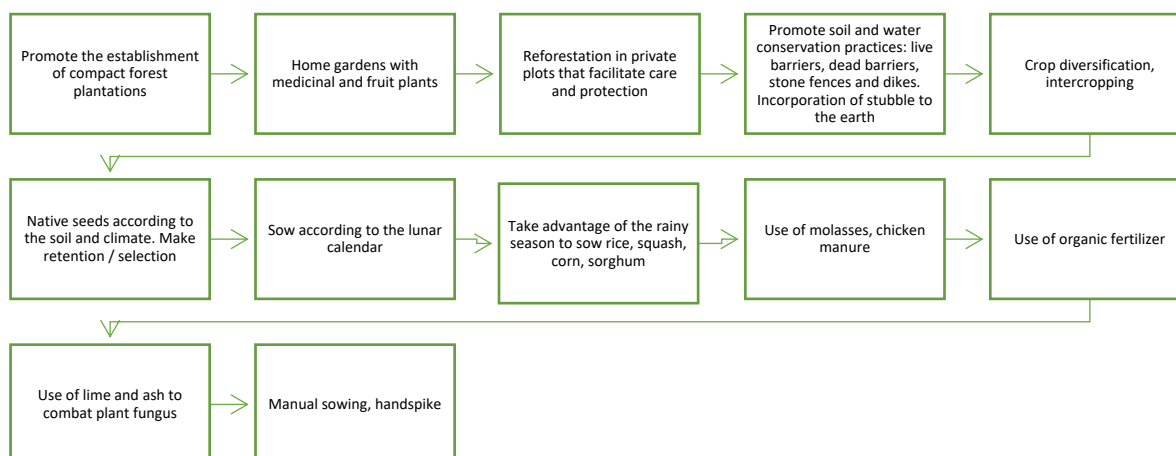 Promote the establishment
of compact forest
plantations
Home gardens with
medicinal and fruit plants
Reforestation in private
plots that facilitate care
and protection
Promote soil and water
conservation practices: live
barriers, dead barriers,
stone fences and dikes.
Incorporation of stubble to
the earth
Crop diversification,
intercropping
Native seeds according to
the soil and climate. Make
retention / selection
Sow according to the lunar
calendar
Take advantage of the rainy
season to sow rice, squash,
corn, sorghum
Use of molasses, chicken
manure
Use of organic fertilizer
Use of lime and ash to
combat plant fungus
Manual sowing, handspike